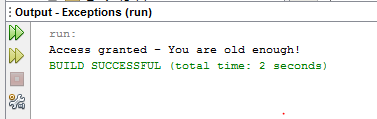 Output - Exceptions (run)
run:
Access granted - You are old enough!
BUILD SUCCESSFUL (total time: 2 seconds)